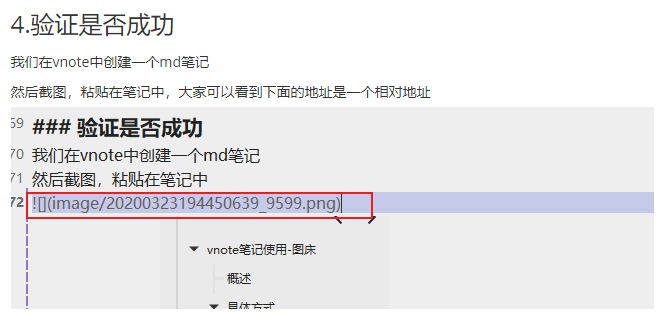 4.验证是否成功
我们在vnote中创建一个md笔记
然后截图，粘贴在笔记中，大家可以看到下面的地址是一个相对地址
69 ### 验证是否成功
70 我们在vnote中创建一个md笔记
71 然后截图，粘贴在笔记中
72 ![](image/20200323194450639_9599.png)
vnote笔记使用-图床
概述
具体方式